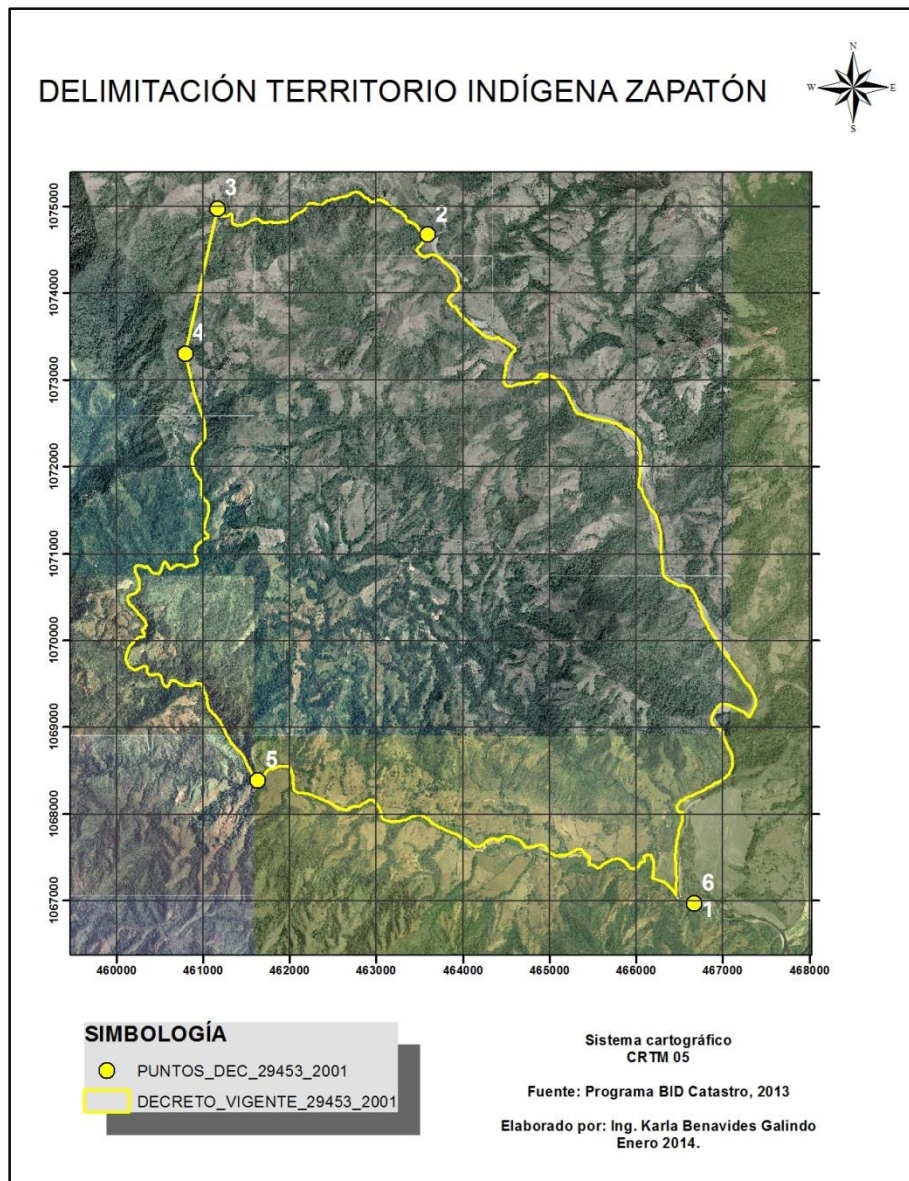 DELIMITACIÓN TERRITORIO INDÍGENA ZAPATÓN
N
W E
S
3
2
4
5
6
1
1075000
1074000
1073000
1072000
1071000
1070000
1069000
1068000
1067000
460000 461000 462000 463000 464000 465000 466000 467000 468000
SIMBOLOGÍA
PUNTOS_DEC_29453_2001
DECRETO_VIGENTE_29453_2001
Sistema cartográfico
CRTM 05
Fuente: Programa BID Catastro, 2013
Elaborado por: Ing. Karla Benavides Galindo
Enero 2014.